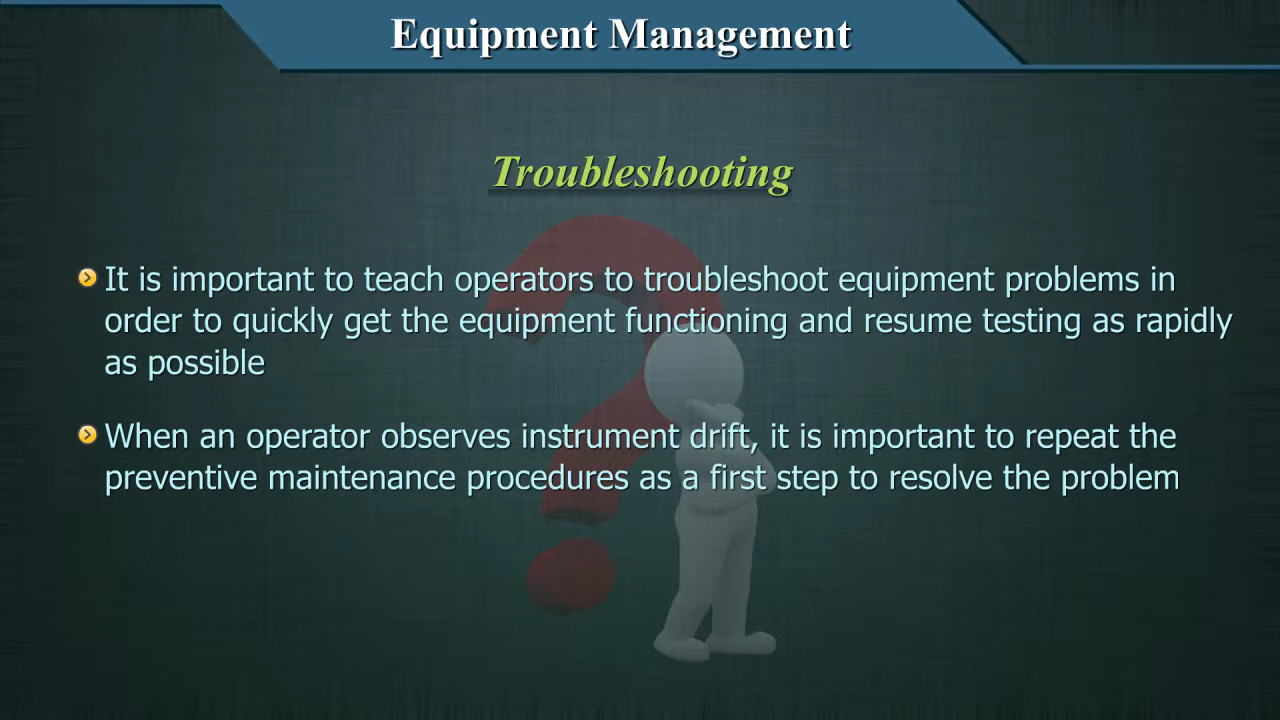 Equipment Management
Troubleshooting
It is important to teach operators to troubleshoot equipment problems in
order to quickly get the equipment functioning and resume testing as rapidly
as possible
When an operator observes instrument drift, it is important to repeat the
preventive maintenance procedures as a first step to resolve the problem